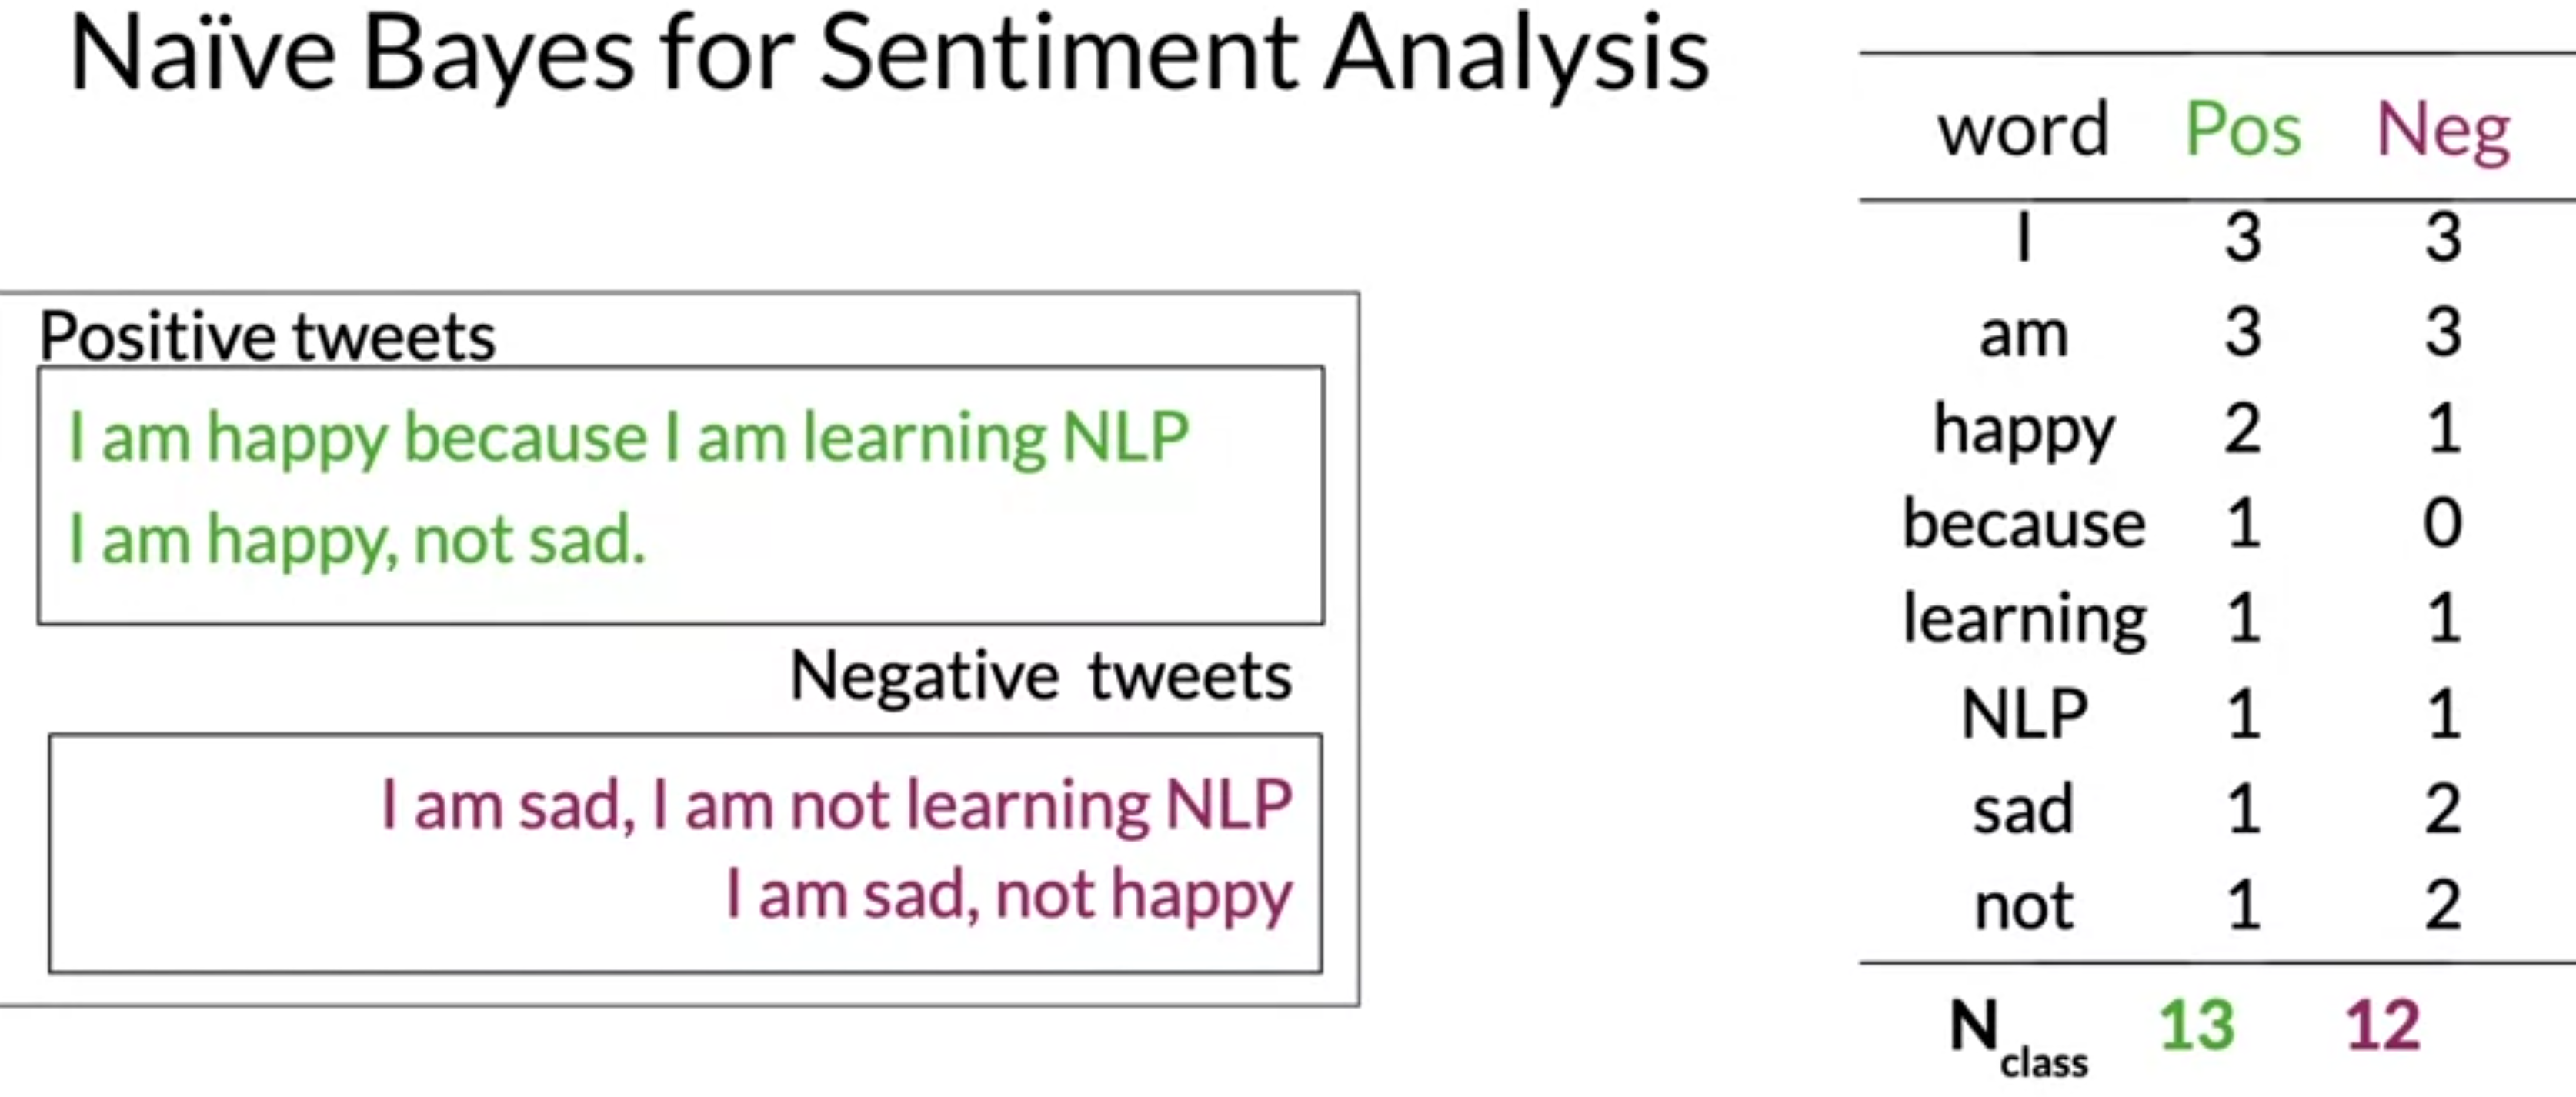 Naïve Bayes for Sentiment Analysis
Positive tweets
I am happy because I am learning NLP
I am happy, not sad.
Negative tweets
I am sad, I am not learning NLP
I am sad, not happy
word Pos Neg
I 3 3
am 3 3
happy 2 1
because 1 0
learning 1 1
NLP 1 1
sad 1 2
not 1 2
Nclass 13 12